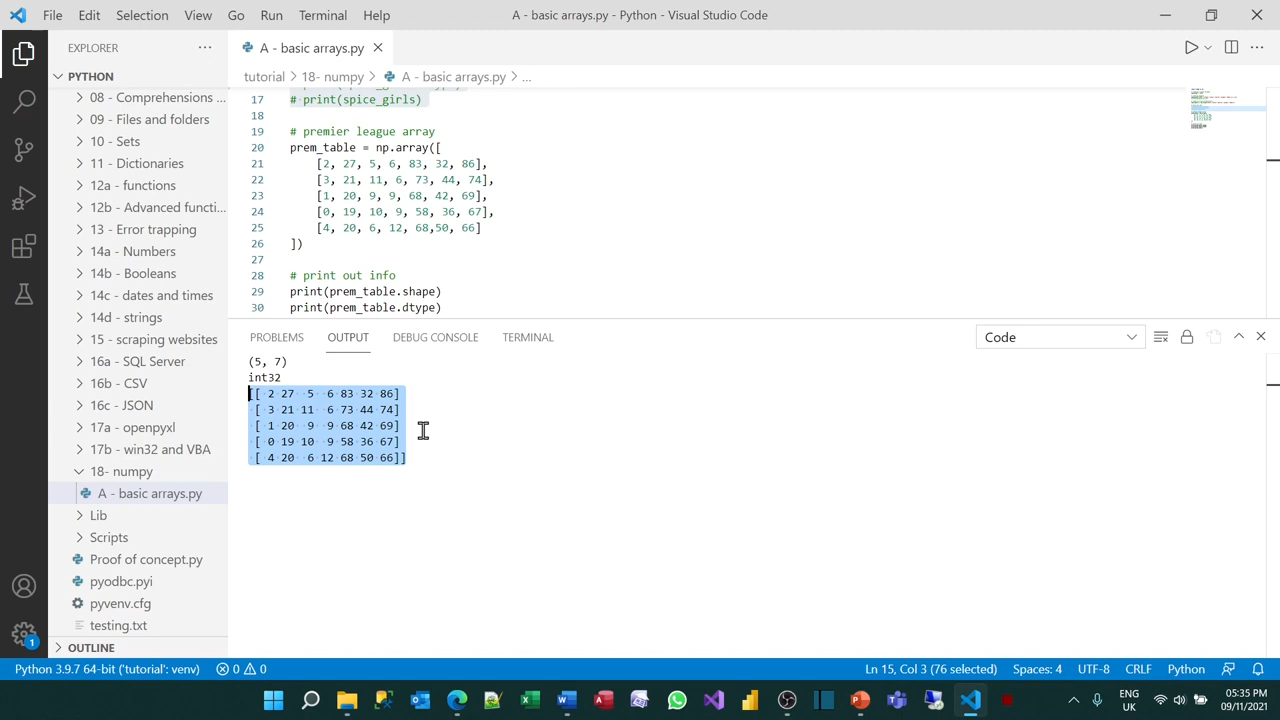 File Edit Selection View Go Run Terminal Help
A - basic arrays.py - Python - Visual Studio Code
EXPLORER
PYTHON
08 - Comprehensions ...
09 - Files and folders
10 - Sets
11 - Dictionaries
12a - functions
12b - Advanced functi...
13 - Error trapping
14a - Numbers
14b - Booleans
14c - dates and times
14d - strings
15 - scraping websites
16a - SQL Server
16b - CSV
16c - JSON
17a - openpyxl
17b - win32 and VBA
18- numpy
A - basic arrays.py
Lib
Scripts
Proof of concept.py
pyodbc.pyi
pyvenv.cfg
testing.txt
OUTLINE
A - basic arrays.py
tutorial > 18- numpy > A - basic arrays.py > ...
17 # print(spice_girls)
18
19 # premier league array
20 prem_table = np.array([
21 [2, 27, 5, 6, 83, 32, 86],
22 [3, 21, 11, 6, 73, 44, 74],
23 [1, 20, 9, 9, 68, 42, 69],
24 [0, 19, 10, 9, 58, 36, 67],
25 [4, 20, 6, 12, 68,50, 66]
26 ])
27
28 # print out info
29 print(prem_table.shape)
30 print(prem_table.dtype)
PROBLEMS OUTPUT DEBUG CONSOLE TERMINAL
Code
(5, 7)
int32
[[ 2 27  5  6 83 32 86]
[ 3 21 11  6 73 44 74]
[ 1 20  9  9 68 42 69]
[ 0 19 10  9 58 36 67]
[ 4 20  6 12 68 50 66]]
1
Python 3.9.7 64-bit ('tutorial': venv) 0 0
Ln 15, Col 3 (76 selected) Spaces: 4 UTF-8 CRLF Python
ENG
UK
05:35 PM
09/11/2021